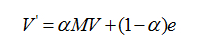 V' = αMV + (1−α)e